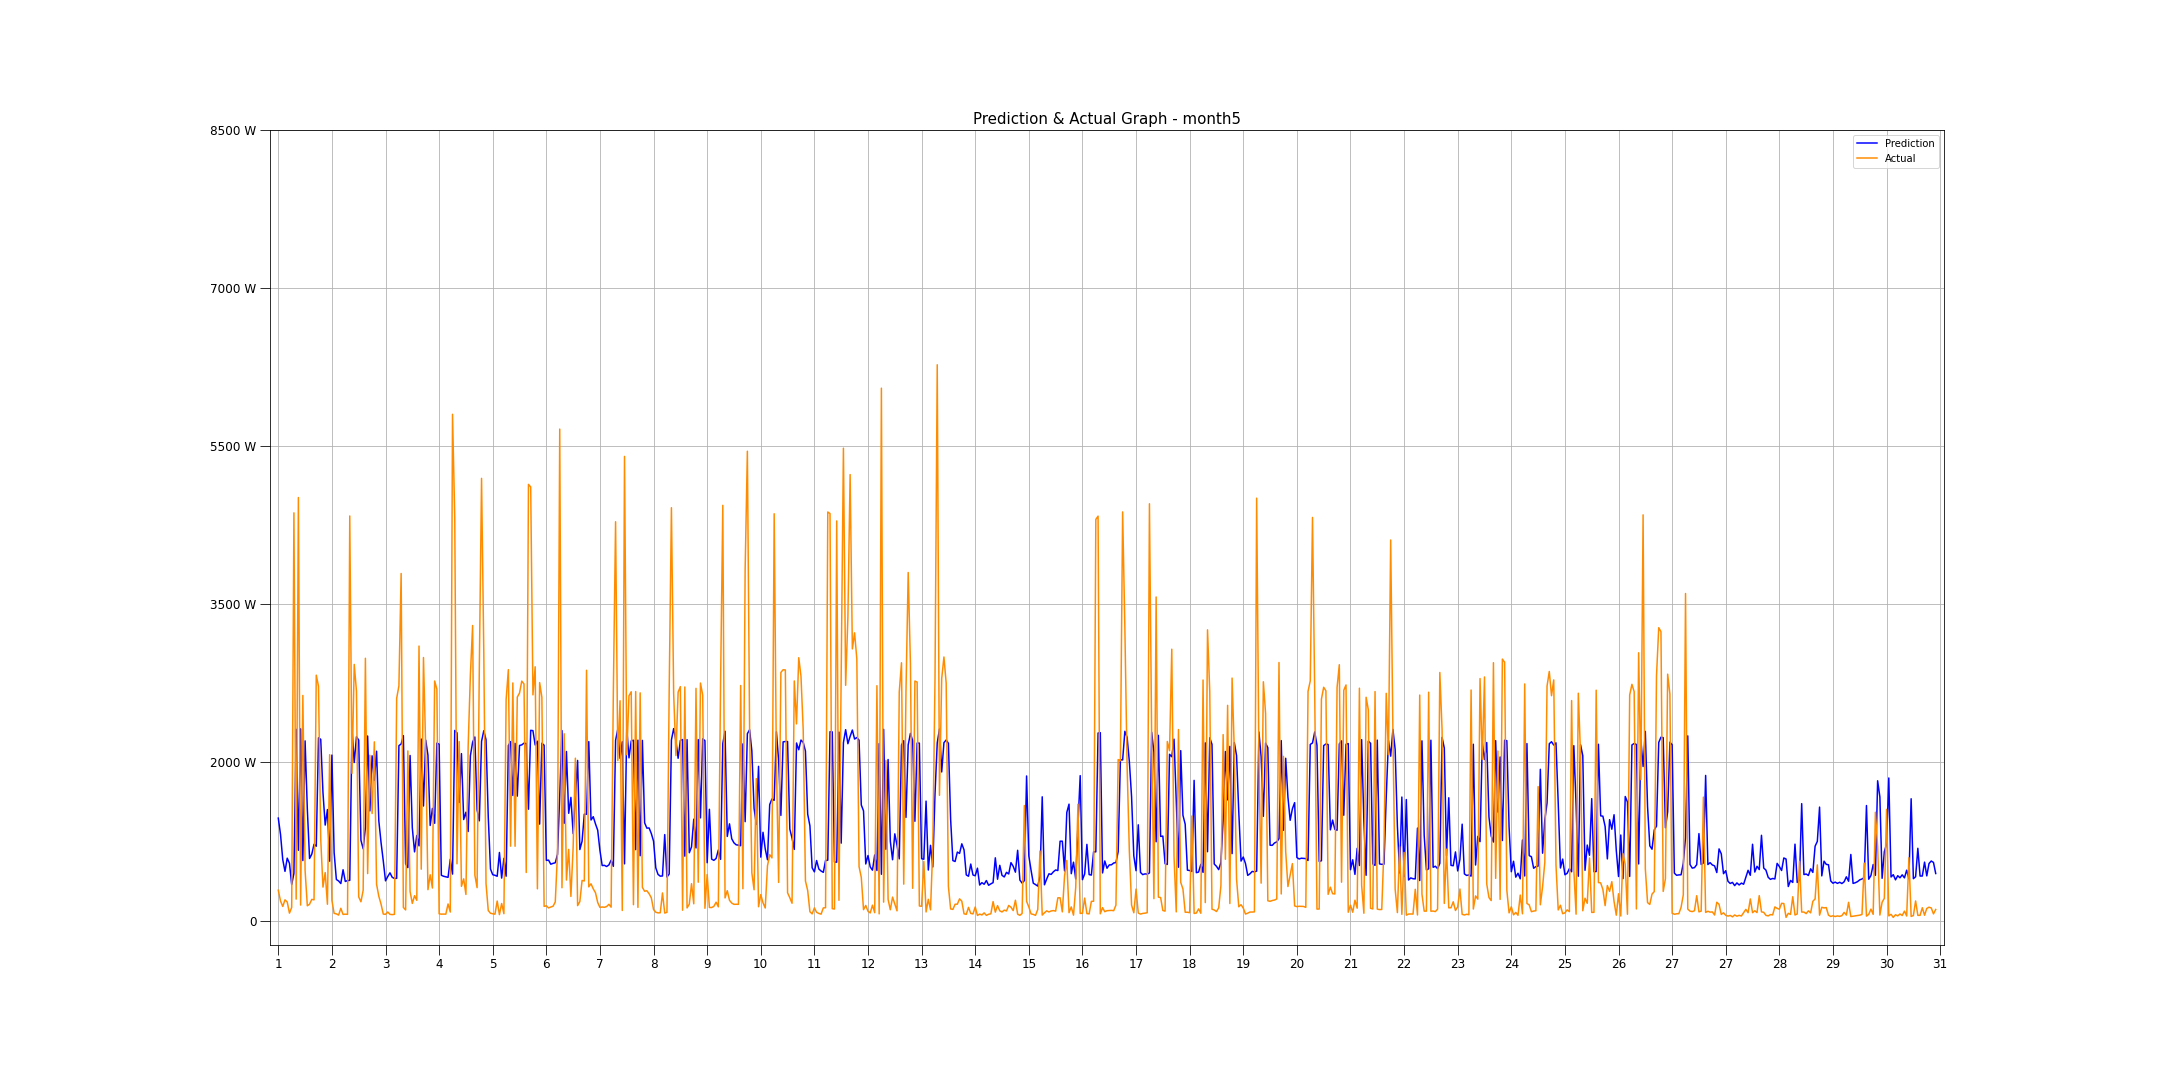 Prediction & Actual Graph - month5
8500 W
7000 W
5500 W
3500 W
2000 W
0
Prediction
Actual
1 2 3 4 5 6 7 8 9 10 11 12 13 14 15 16 17 18 19 20 21 22 23 24 25 26 27 27 28 29 30 31